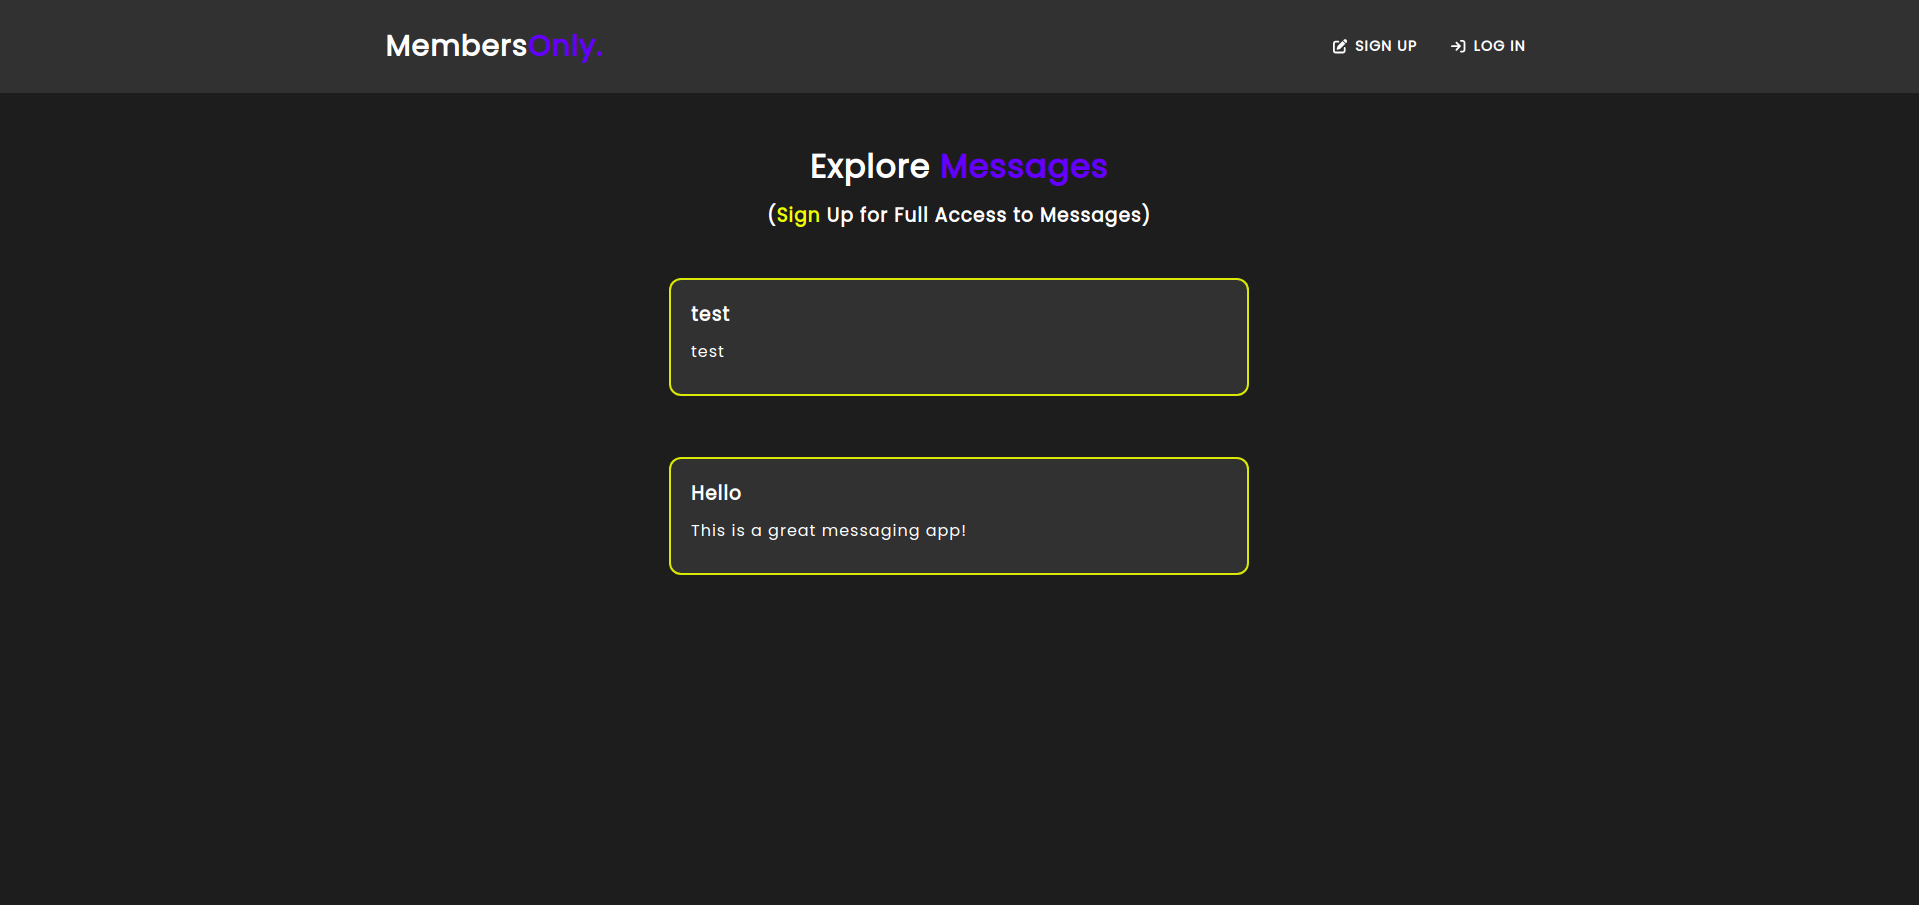 MembersOnly.
SIGN UP
LOG IN
Explore Messages
(Sign Up for Full Access to Messages)
test
test
Hello
This is a great messaging app!